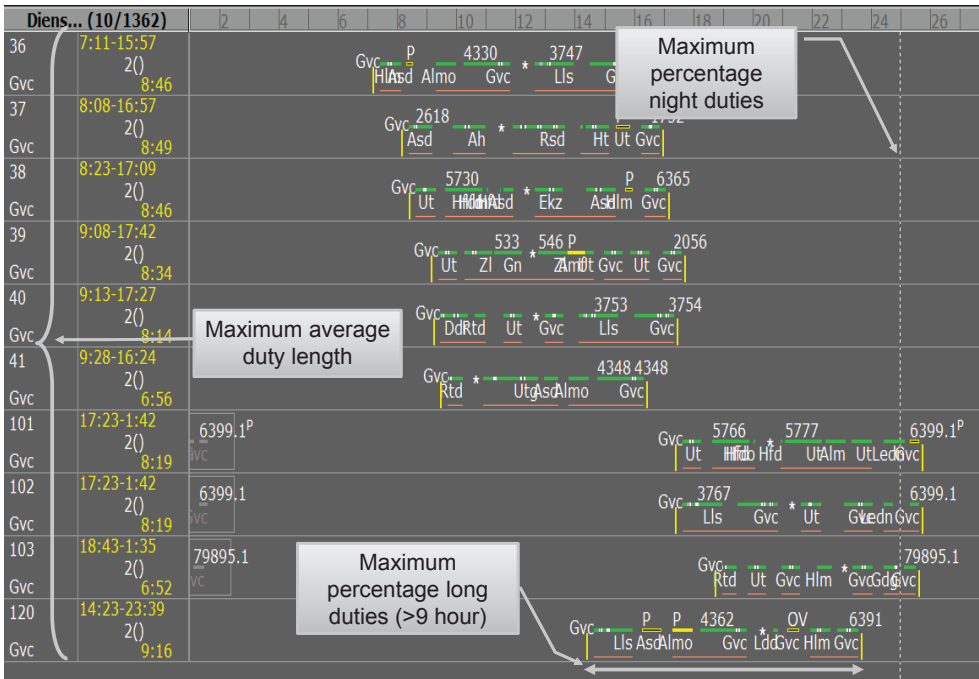 Diens... (10/1362) 2 4 6 8 10 12 14 16 18 20 22 24 26
36 7:11-15:57
2()
Gvc 8:46
Gvc P 4330 * 3747
Asd Almo Gvc Lls
37 8:08-16:57
2()
Gvc 8:49
Gvc 2618 *
Asd Ah Rsd Ht Ut Gvc
38 8:23-17:09
2()
Gvc 8:46
Gvc 5730 * P 6365
Ut Ekz Gvc
39 9:08-17:42
2()
Gvc 8:34
Gvc 533 * 546 P 2056
Ut Zl Gn Gvc Ut Gvc
40 9:13-17:27
2()
Gvc 8:14
Gvc * 3753 3754
Rtd Ut Gvc Lls Gvc
41 9:28-16:24
2()
Gvc 6:56
Gvc * 4348 4348
Rtd Almo Gvc
101 17:23-1:42
2()
Gvc 8:19
6399.1P
Gvc 5766 * 5777 6399.1P
Ut Hfd Alm Gvc
102 17:23-1:42
2()
Gvc 8:19
6399.1
Gvc 3767 * 6399.1
Lls Gvc Ut Gvc
103 18:43-1:35
2()
Gvc 6:52
79895.1
Gvc * 79895.1
Rtd Ut Gvc Hlm Gvc
120 14:23-23:39
2()
Gvc 9:16
Gvc P P 4362 * OV 6391
Lls Asd Almo Gvc Ldd Gvc Hlm Gvc
Maximum
percentage
night duties
Maximum average
duty length
Maximum
percentage long
duties (>9 hour)